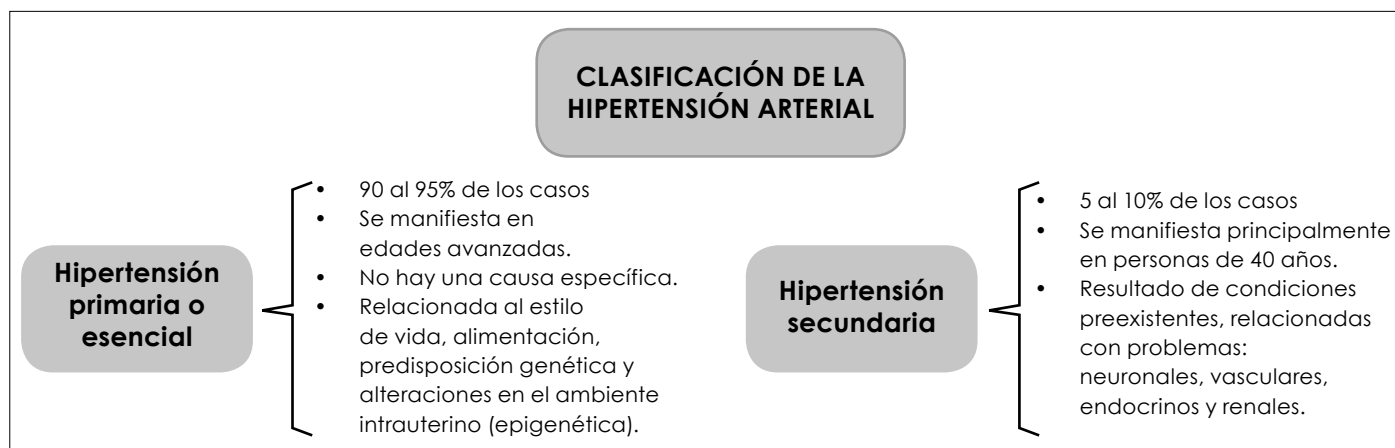 CLASIFICACIÓN DE LA
HIPERTENSIÓN ARTERIAL
Hipertensión
primaria o
esencial
• 90 al 95% de los casos
• Se manifiesta en
edades avanzadas.
• No hay una causa específica.
• Relacionada al estilo
de vida, alimentación,
predisposición genética y
alteraciones en el ambiente
intrauterino (epigenética).
Hipertensión
secundaria
• 5 al 10% de los casos
• Se manifiesta principalmente
en personas de 40 años.
• Resultado de condiciones
preexistentes, relacionadas
con problemas:
neuronales, vasculares,
endocrinos y renales.